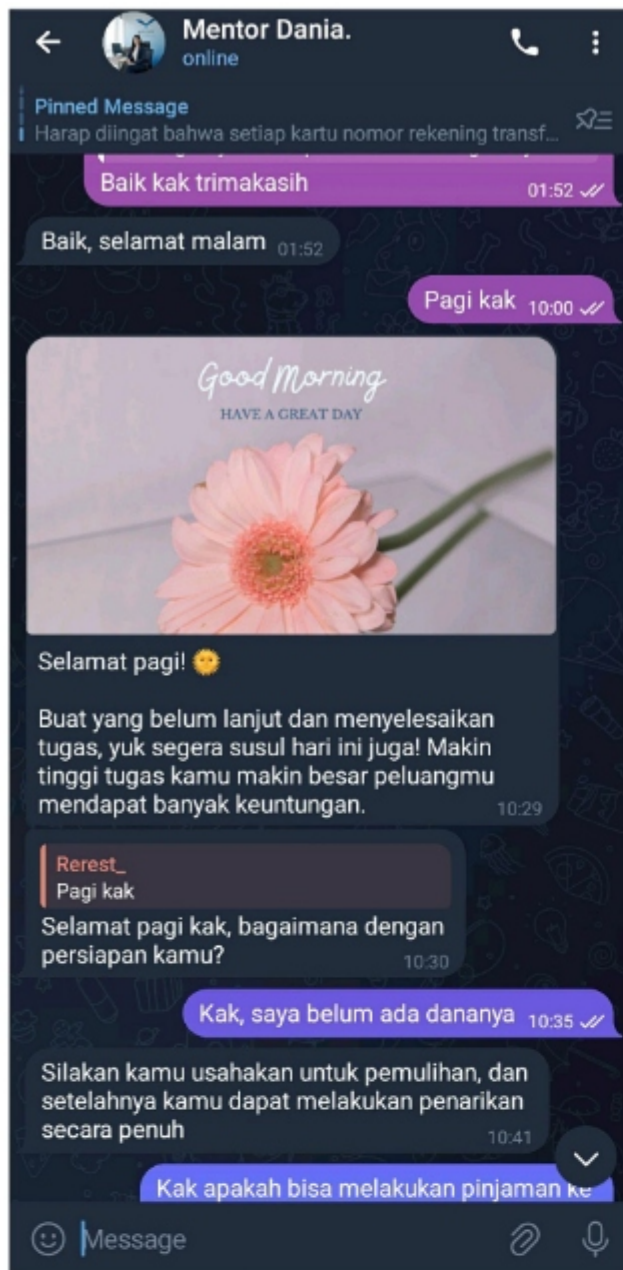 Mentor Dania.
online
Pinned Message
Harap diingat bahwa setiap kartu nomor rekening transf...
Baik kak trimakasih 01:52
Baik, selamat malam 01:52
Pagi kak 10:00
Good Morning
HAVE A GREAT DAY
Selamat pagi! 🌞
Buat yang belum lanjut dan menyelesaikan
tugas, yuk segera susul hari ini juga! Makin
tinggi tugas kamu makin besar peluangmu
mendapat banyak keuntungan. 10:29
Rerest_
Pagi kak
Selamat pagi kak, bagaimana dengan
persiapan kamu? 10:30
Kak, saya belum ada dananya 10:35
Silakan kamu usahakan untuk pemulihan, dan
setelahnya kamu dapat melakukan penarikan
secara penuh 10:41
Kak apakah bisa melakukan pinjaman ke
Message